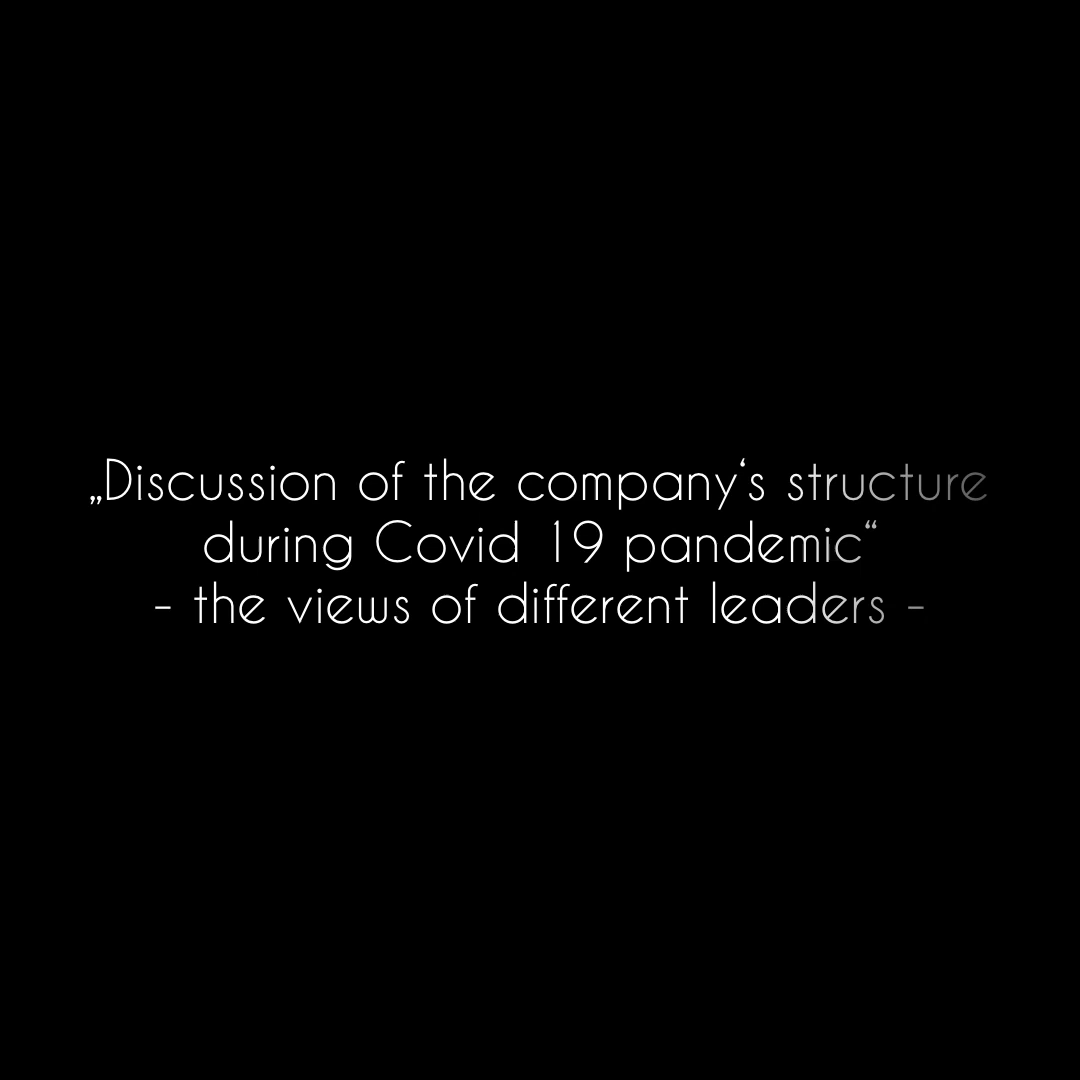 „Discussion of the company‘s structure
during Covid 19 pandemic“
- the views of different leaders -